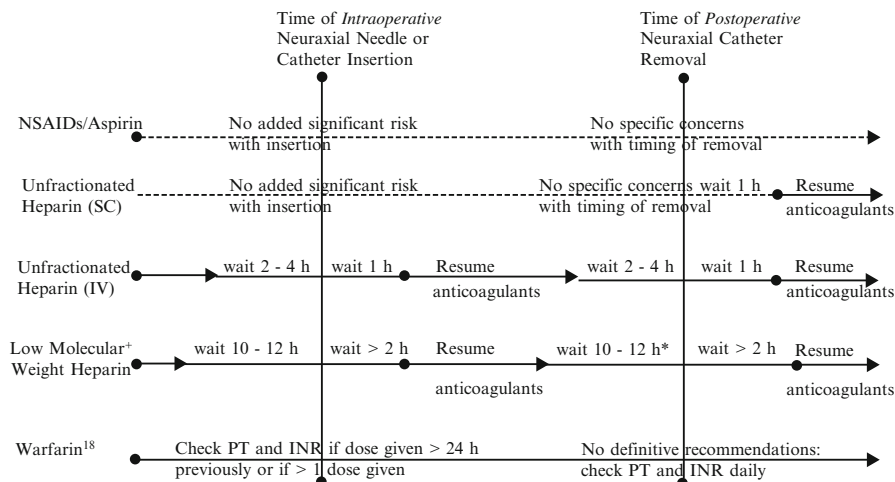 Time of Intraoperative
Neuraxial Needle or
Catheter Insertion
Time of Postoperative
Neuraxial Catheter
Removal
NSAIDs/Aspirin
No added significant risk
with insertion
No specific concerns
with timing of removal
Unfractionated
Heparin (SC)
No added significant risk
with insertion
No specific concerns wait 1 h
with timing of removal
Resume
anticoagulants
Unfractionated
Heparin (IV)
wait 2 - 4 h
wait 1 h
Resume
anticoagulants
wait 2 - 4 h
wait 1 h
Resume
anticoagulants
Low Molecular+
Weight Heparin
wait 10 - 12 h
wait > 2 h
Resume
anticoagulants
wait 10 - 12 h*
wait > 2 h
Resume
anticoagulants
Warfarin18
Check PT and INR if dose given > 24 h
previously or if > 1 dose given
No definitive recommendations:
check PT and INR daily